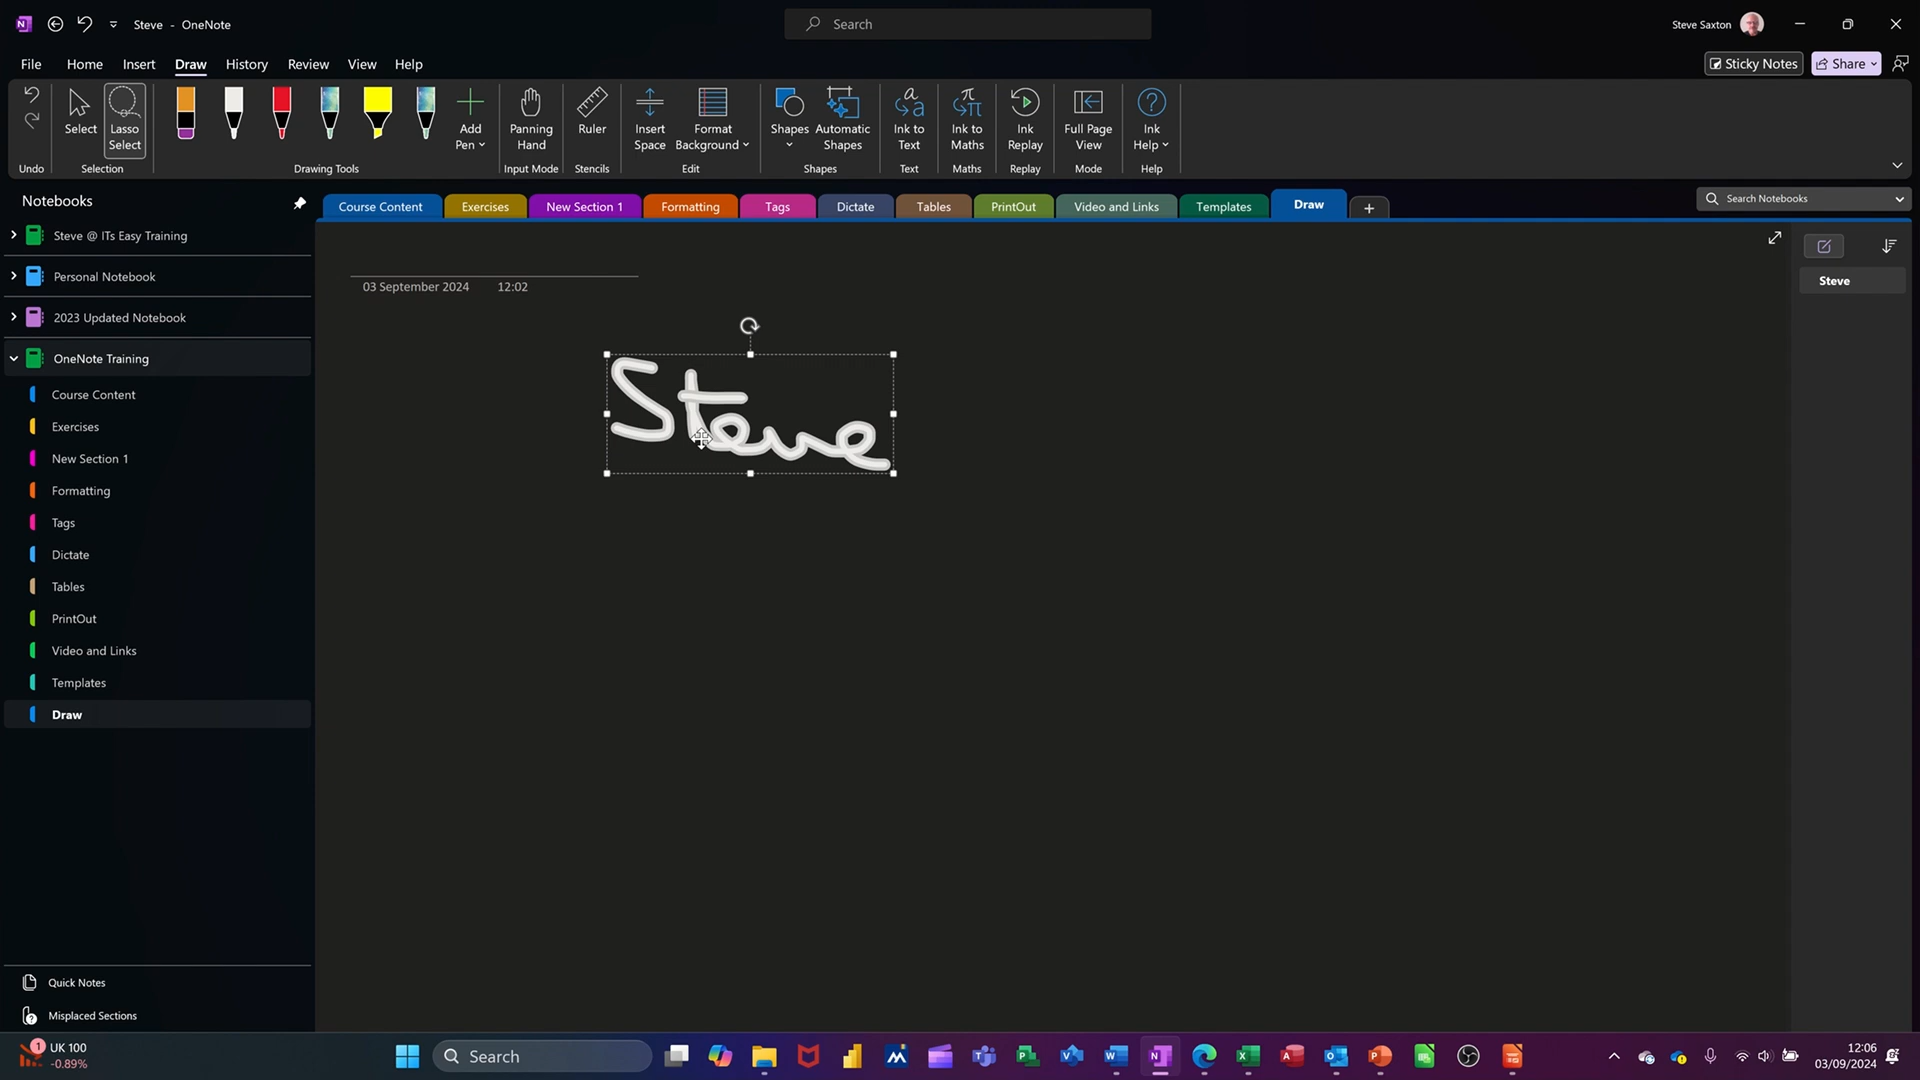 Steve - OneNote
Search
Steve Saxton
File Home Insert Draw History Review View Help
Sticky Notes
Share
Select
Lasso Select
Add Pen
Panning Hand
Ruler
Insert Space
Format Background
Shapes
Automatic Shapes
Ink to Text
Ink to Maths
Ink Replay
Full Page View
Ink Help
Undo Selection Drawing Tools Input Mode Stencils Edit Shapes Text Maths Replay Mode Help
Notebooks
Course Content Exercises New Section 1 Formatting Tags Dictate Tables PrintOut Video and Links Templates Draw +
Search Notebooks
Steve @ ITs Easy Training
Personal Notebook
2023 Updated Notebook
OneNote Training
Course Content
Exercises
New Section 1
Formatting
Tags
Dictate
Tables
PrintOut
Video and Links
Templates
Draw
Quick Notes
Misplaced Sections
03 September 2024 12:02
Steve
Steve
1
UK 100
-0.89%
Search
12:06
03/09/2024